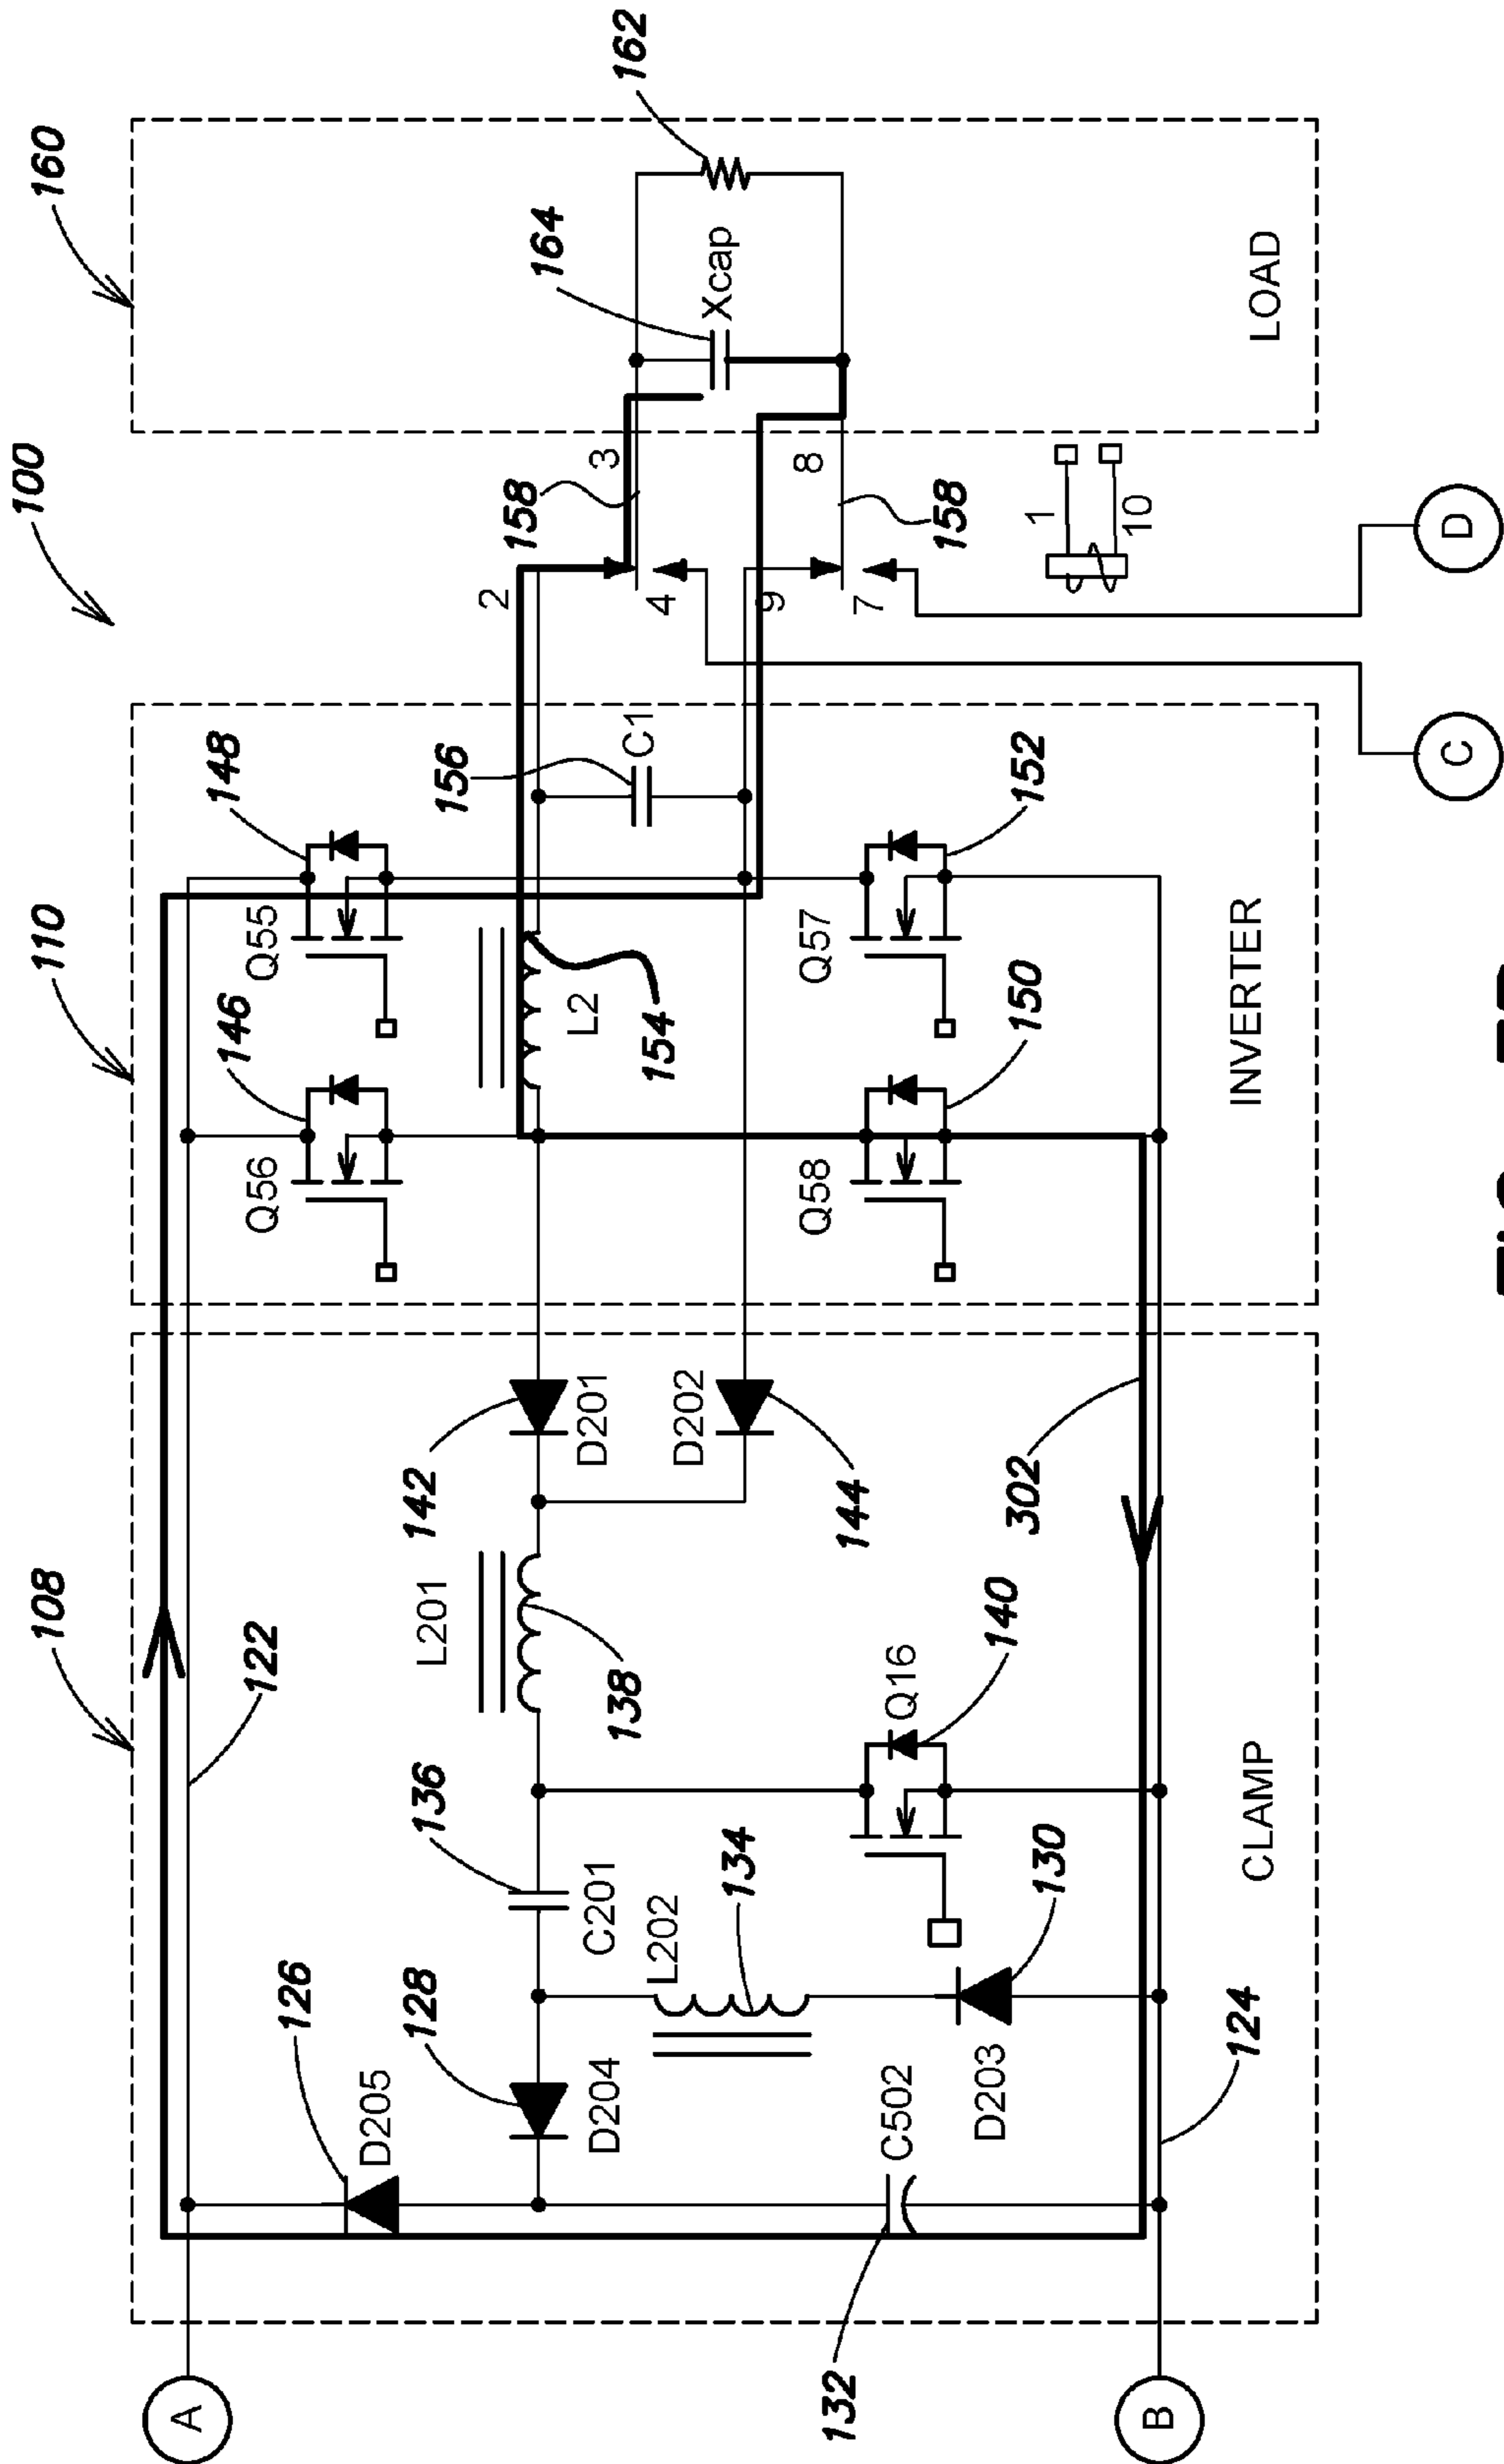 100
108
110
160
A
122
126
D205
128
D204
136
C201
L202
134
L201
138
142
D201
D202
144
Q16
140
130
D203
C502
132
124
B
302
CLAMP
146
Q56
148
Q55
L2
154
156
C1
Q58
150
Q57
152
INVERTER
2
158
3
4
9
8
7
158
1
10
164
Xcap
162
LOAD
C
D